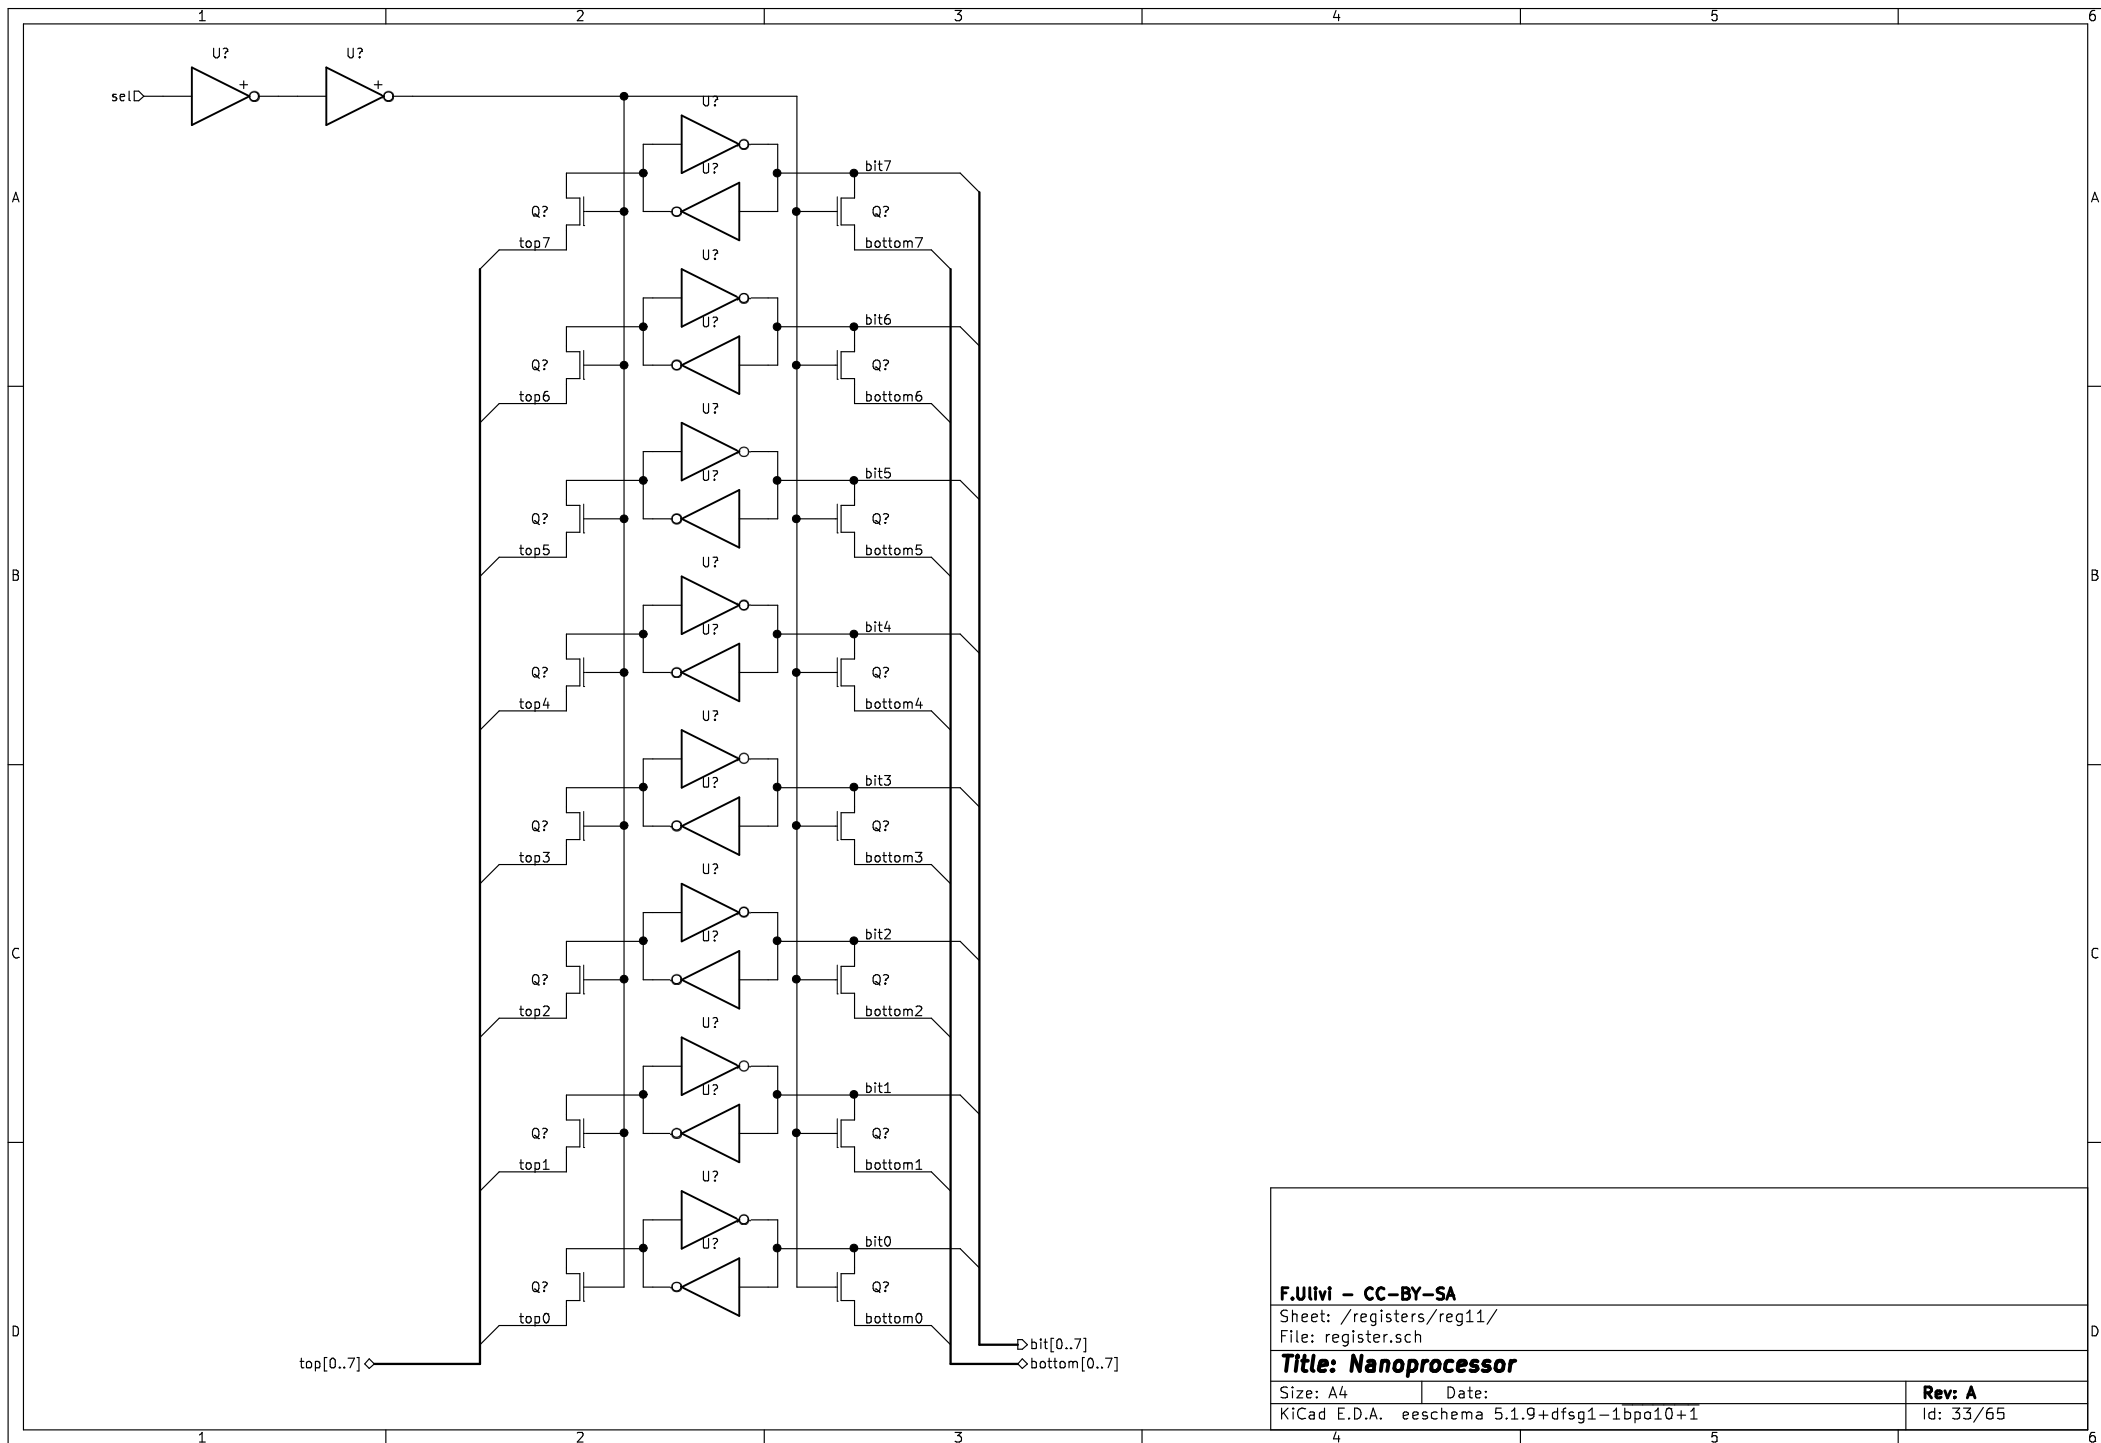 1 2 3 4 5 6
U? U?
+ +
sel
U?
U?
bit7
A A
Q? Q?
top7 bottom7
U?
U?
bit6
Q? Q?
top6 bottom6
U?
U?
bit5
Q? Q?
top5 bottom5
U?
B B
U?
bit4
Q? Q?
top4 bottom4
U?
U?
bit3
Q? Q?
top3 bottom3
U?
U?
bit2
C C
Q? Q?
top2 bottom2
U?
U?
bit1
Q? Q?
top1 bottom1
U?
U?
bit0
Q? Q?
top0 bottom0
D D
bit[0..7]
top[0..7] bottom[0..7]
F.Ulivi - CC-BY-SA
Sheet: /registers/reg11/
File: register.sch
Title: Nanoprocessor
Size: A4 Date: Rev: A
KiCad E.D.A. eeschema 5.1.9+dfsg1-1bpo10+1 Id: 33/65
1 2 3 4 5 6